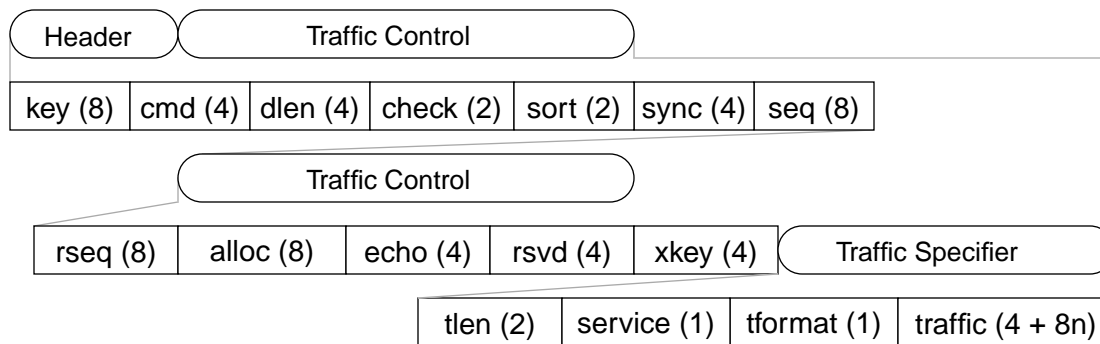 Header Traffic Control
key (8) cmd (4) dlen (4) check (2) sort (2) sync (4) seq (8)
Traffic Control
rseq (8) alloc (8) echo (4) rsvd (4) xkey (4) Traffic Specifier
tlen (2) service (1) tformat (1) traffic (4 + 8n)